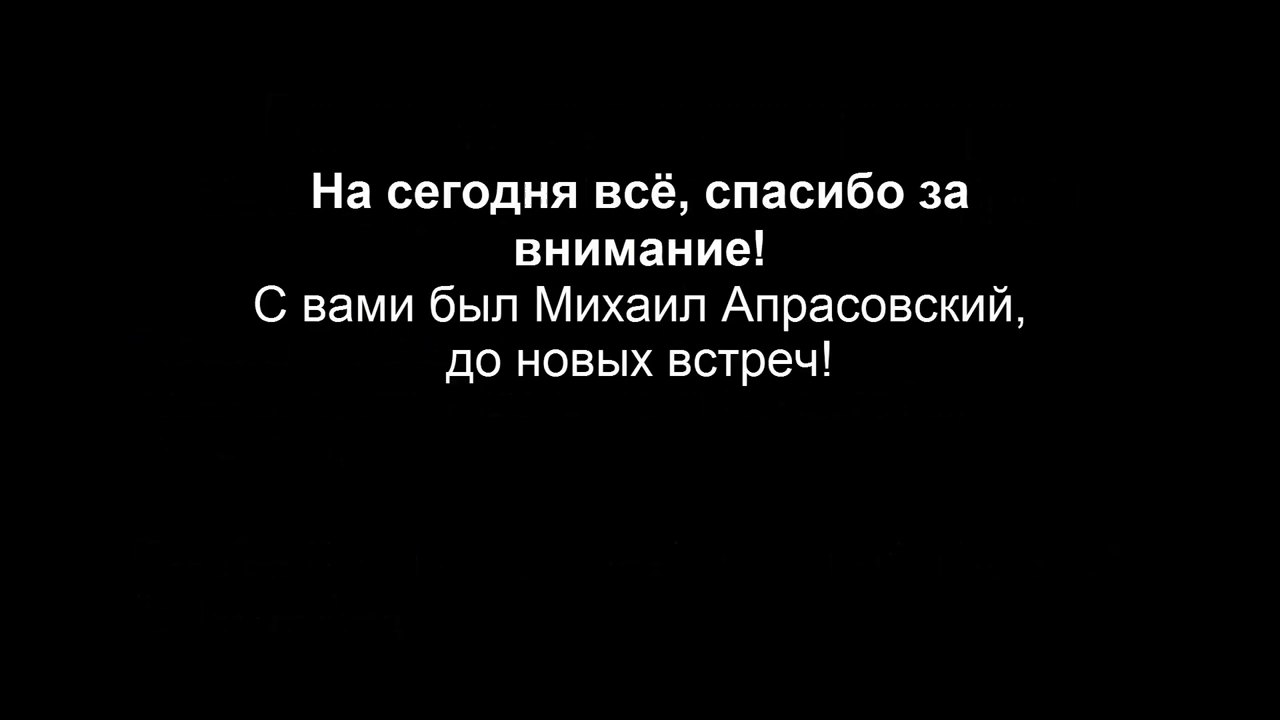 На сегодня всё, спасибо за
внимание!
С вами был Михаил Апрасовский,
до новых встреч!